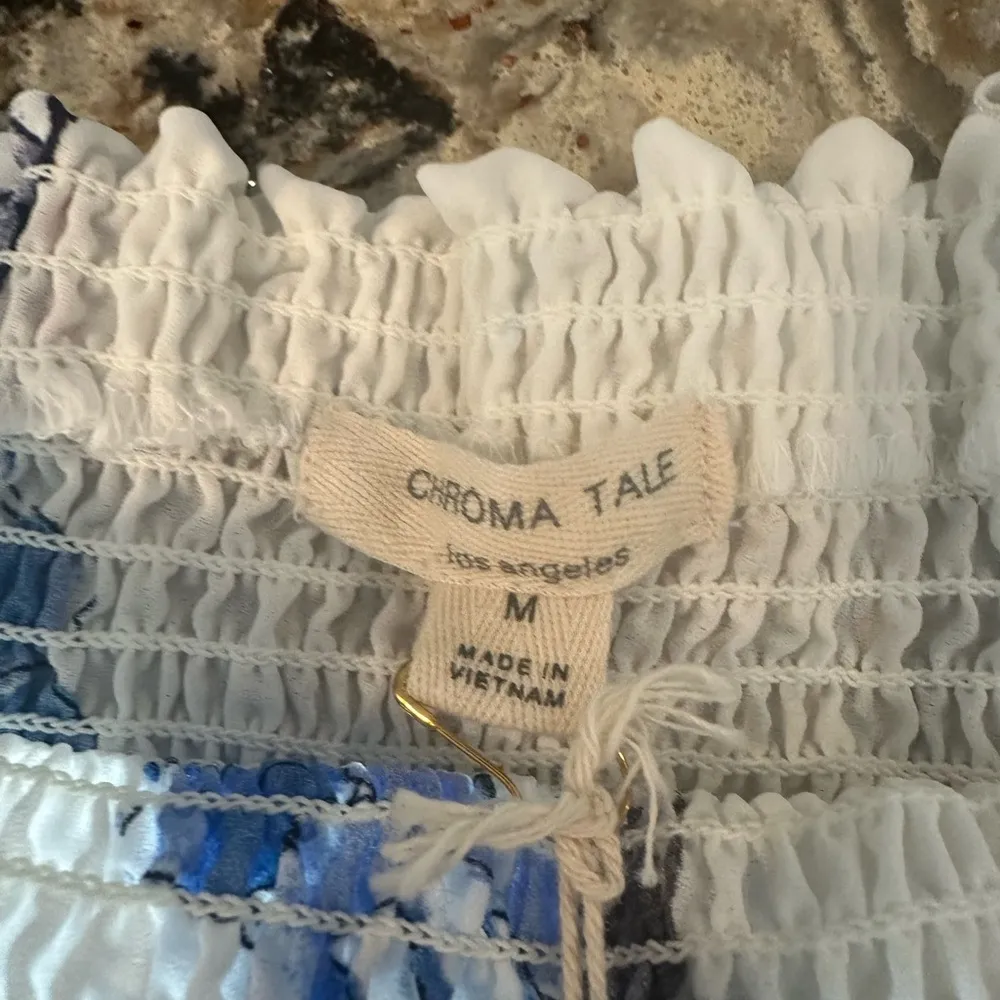 CHROMA TALE
los angeles
M
MADE IN
VIETNAM